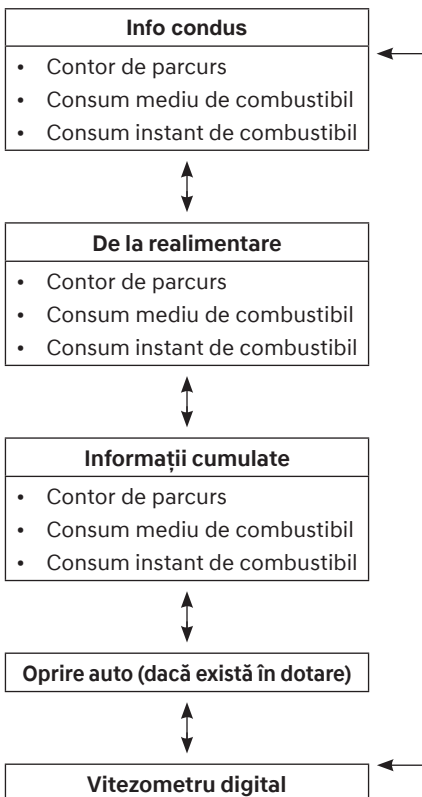 Info condus
• Contor de parcurs
• Consum mediu de combustibil
• Consum instant de combustibil
De la realimentare
• Contor de parcurs
• Consum mediu de combustibil
• Consum instant de combustibil
Informații cumulate
• Contor de parcurs
• Consum mediu de combustibil
• Consum instant de combustibil
Oprire auto (dacă există în dotare)
Vitezometru digital